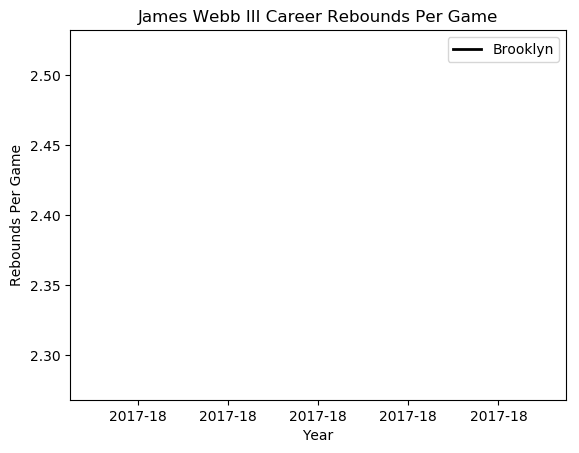 James Webb III Career Rebounds Per Game
Brooklyn
2.50
2.45
2.40
2.35
2.30
Rebounds Per Game
2017-18 2017-18 2017-18 2017-18 2017-18
Year